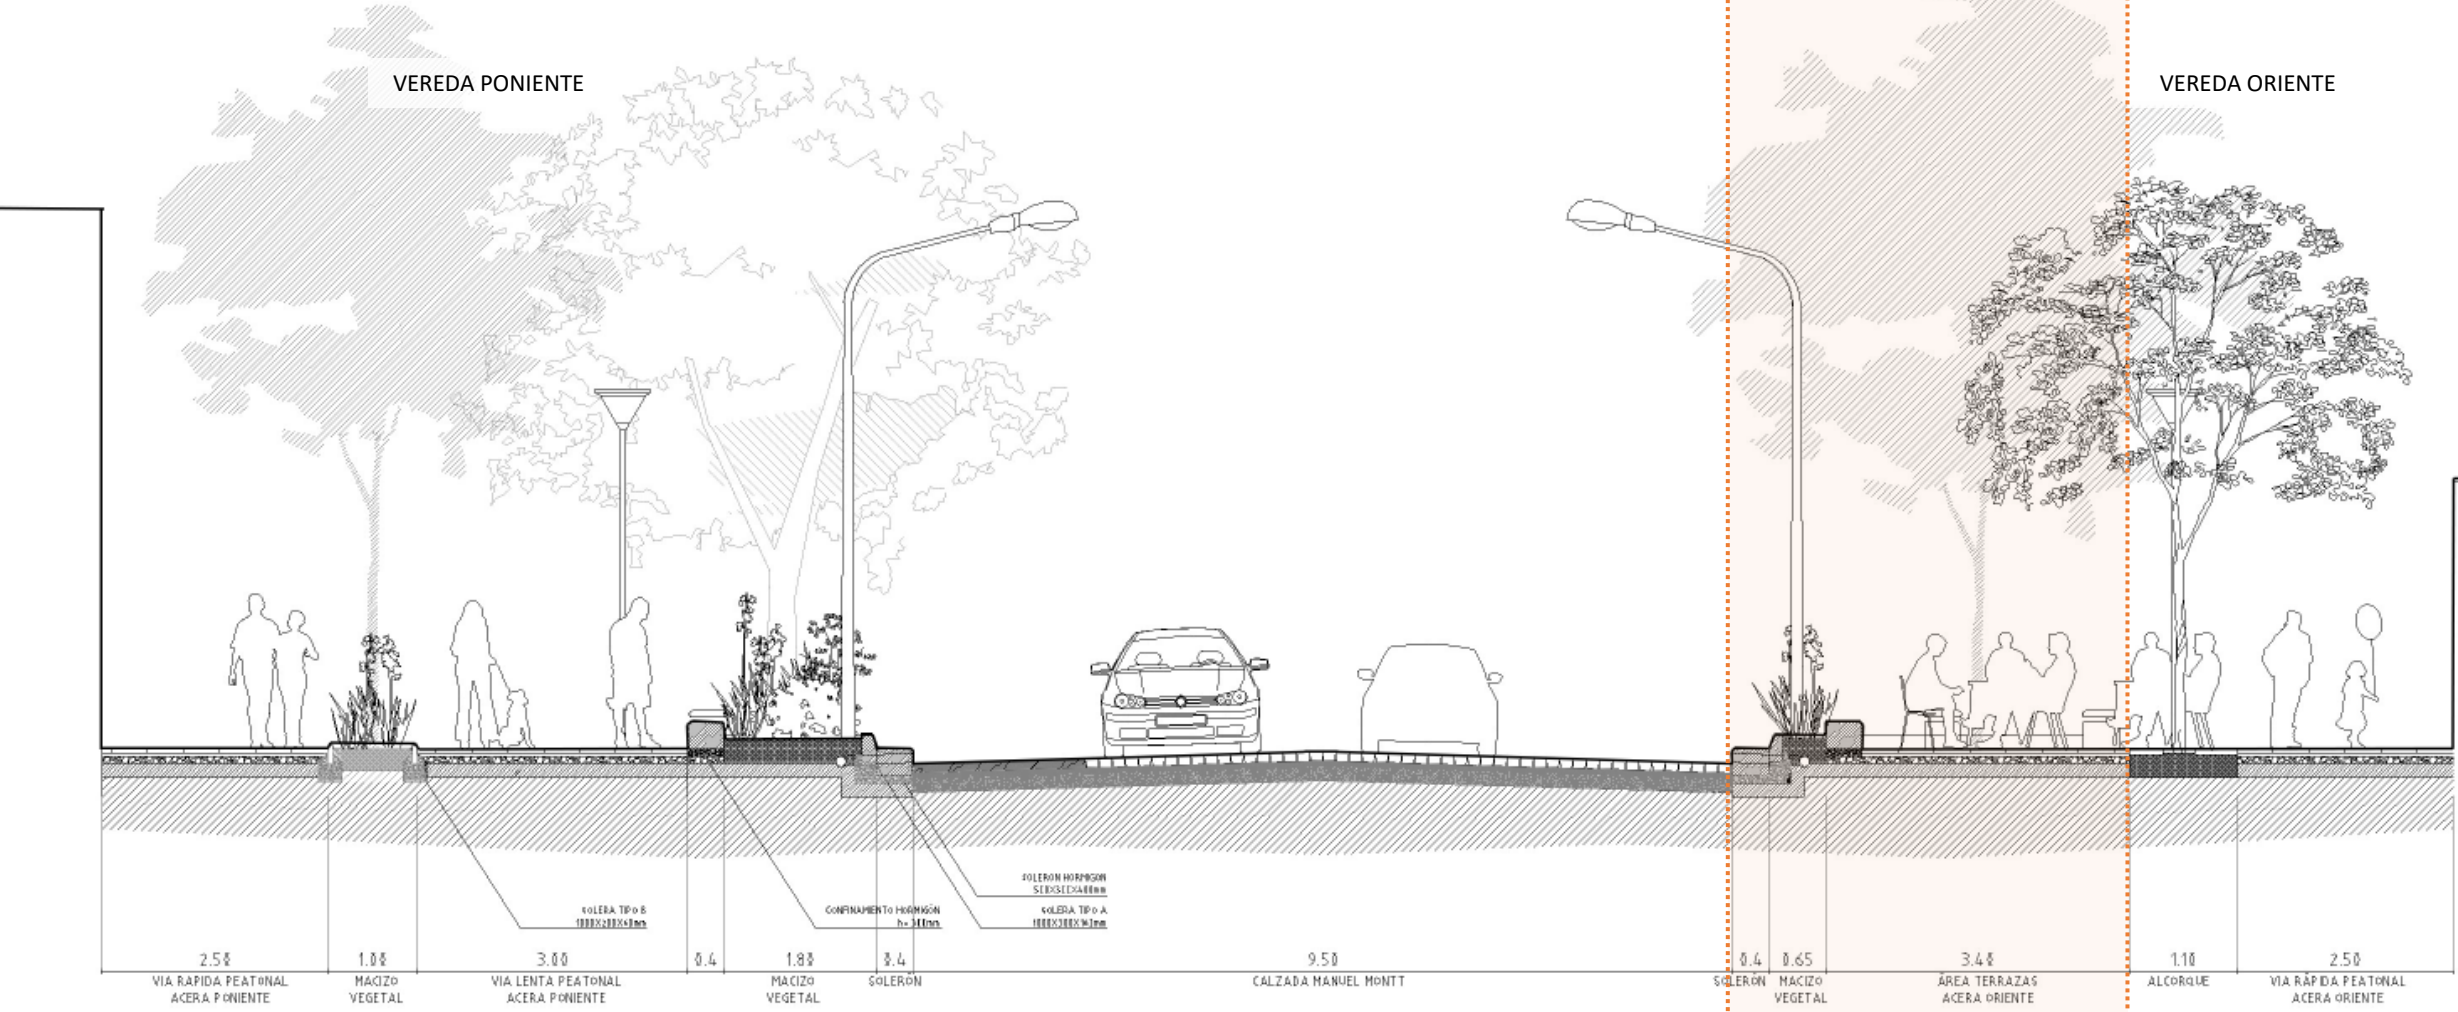 VEREDA PONIENTE
VEREDA ORIENTE
SOLERON HORMIGON
SOLERA TIPO B
CONFINAMIENTO HORMIGÓN
SOLERA TIPO A
2.50
1.00
3.00
0.4
1.80
0.4
9.50
0.4
0.65
3.40
1.10
2.50
VIA RAPIDA PEATONAL
ACERA PONIENTE
MACIZO
VEGETAL
VIA LENTA PEATONAL
ACERA PONIENTE
MACIZO
VEGETAL
SOLERÓN
CALZADA MANUEL MONTT
SOLERÓN
MACIZO
VEGETAL
ÁREA TERRAZAS
ACERA ORIENTE
ALCORQUE
VIA RÁPIDA PEATONAL
ACERA ORIENTE